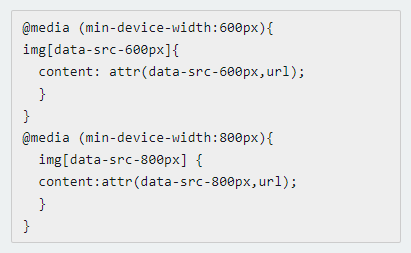 @media (min-device-width:600px){
img[data-src-600px]{
content: attr(data-src-600px,url);
}
}
@media (min-device-width:800px){
img[data-src-800px] {
content:attr(data-src-800px,url);
}
}